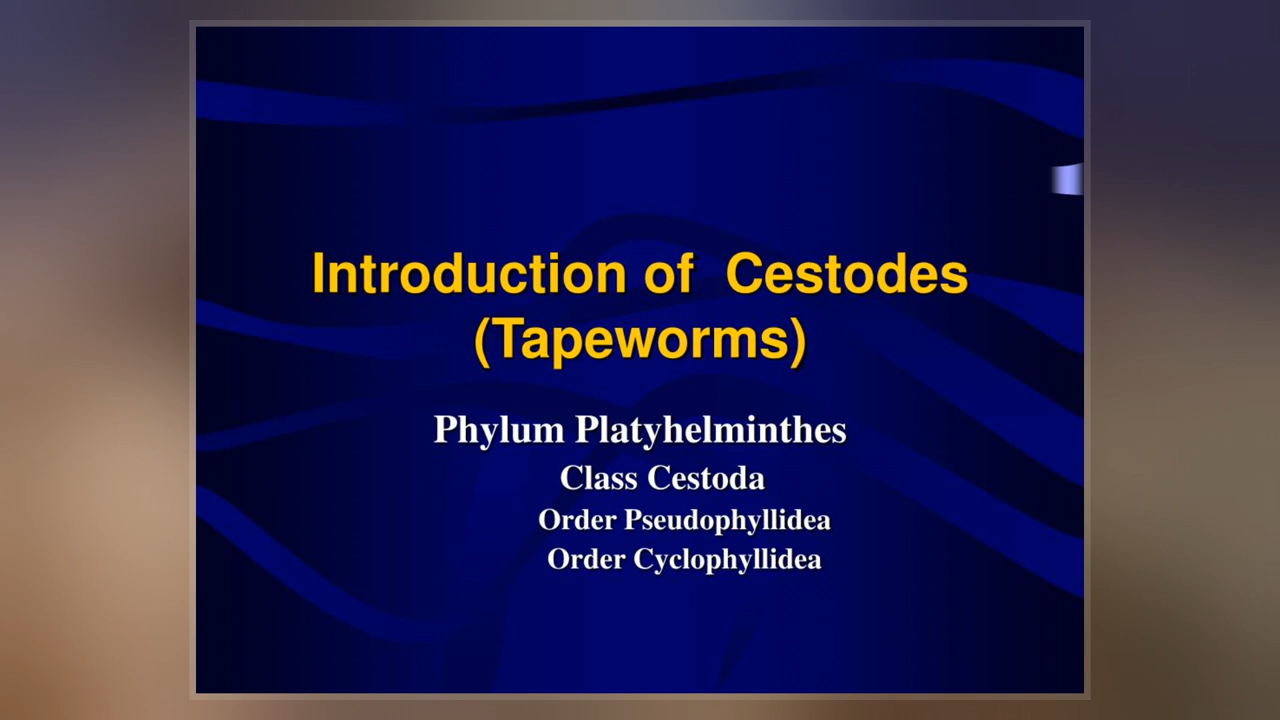 Introduction of Cestodes
(Tapeworms)
Phylum Platyhelminthes
Class Cestoda
Order Pseudophyllidea
Order Cyclophyllidea